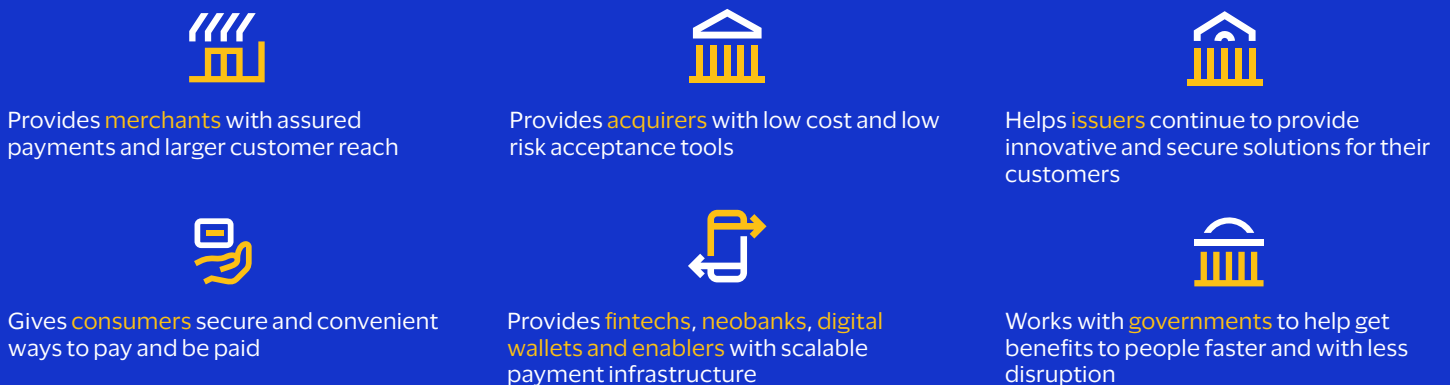 Provides merchants with assured
payments and larger customer reach
Provides acquirers with low cost and low
risk acceptance tools
Helps issuers continue to provide
innovative and secure solutions for their
customers
Gives consumers secure and convenient
ways to pay and be paid
Provides fintechs, neobanks, digital
wallets and enablers with scalable
payment infrastructure
Works with governments to help get
benefits to people faster and with less
disruption